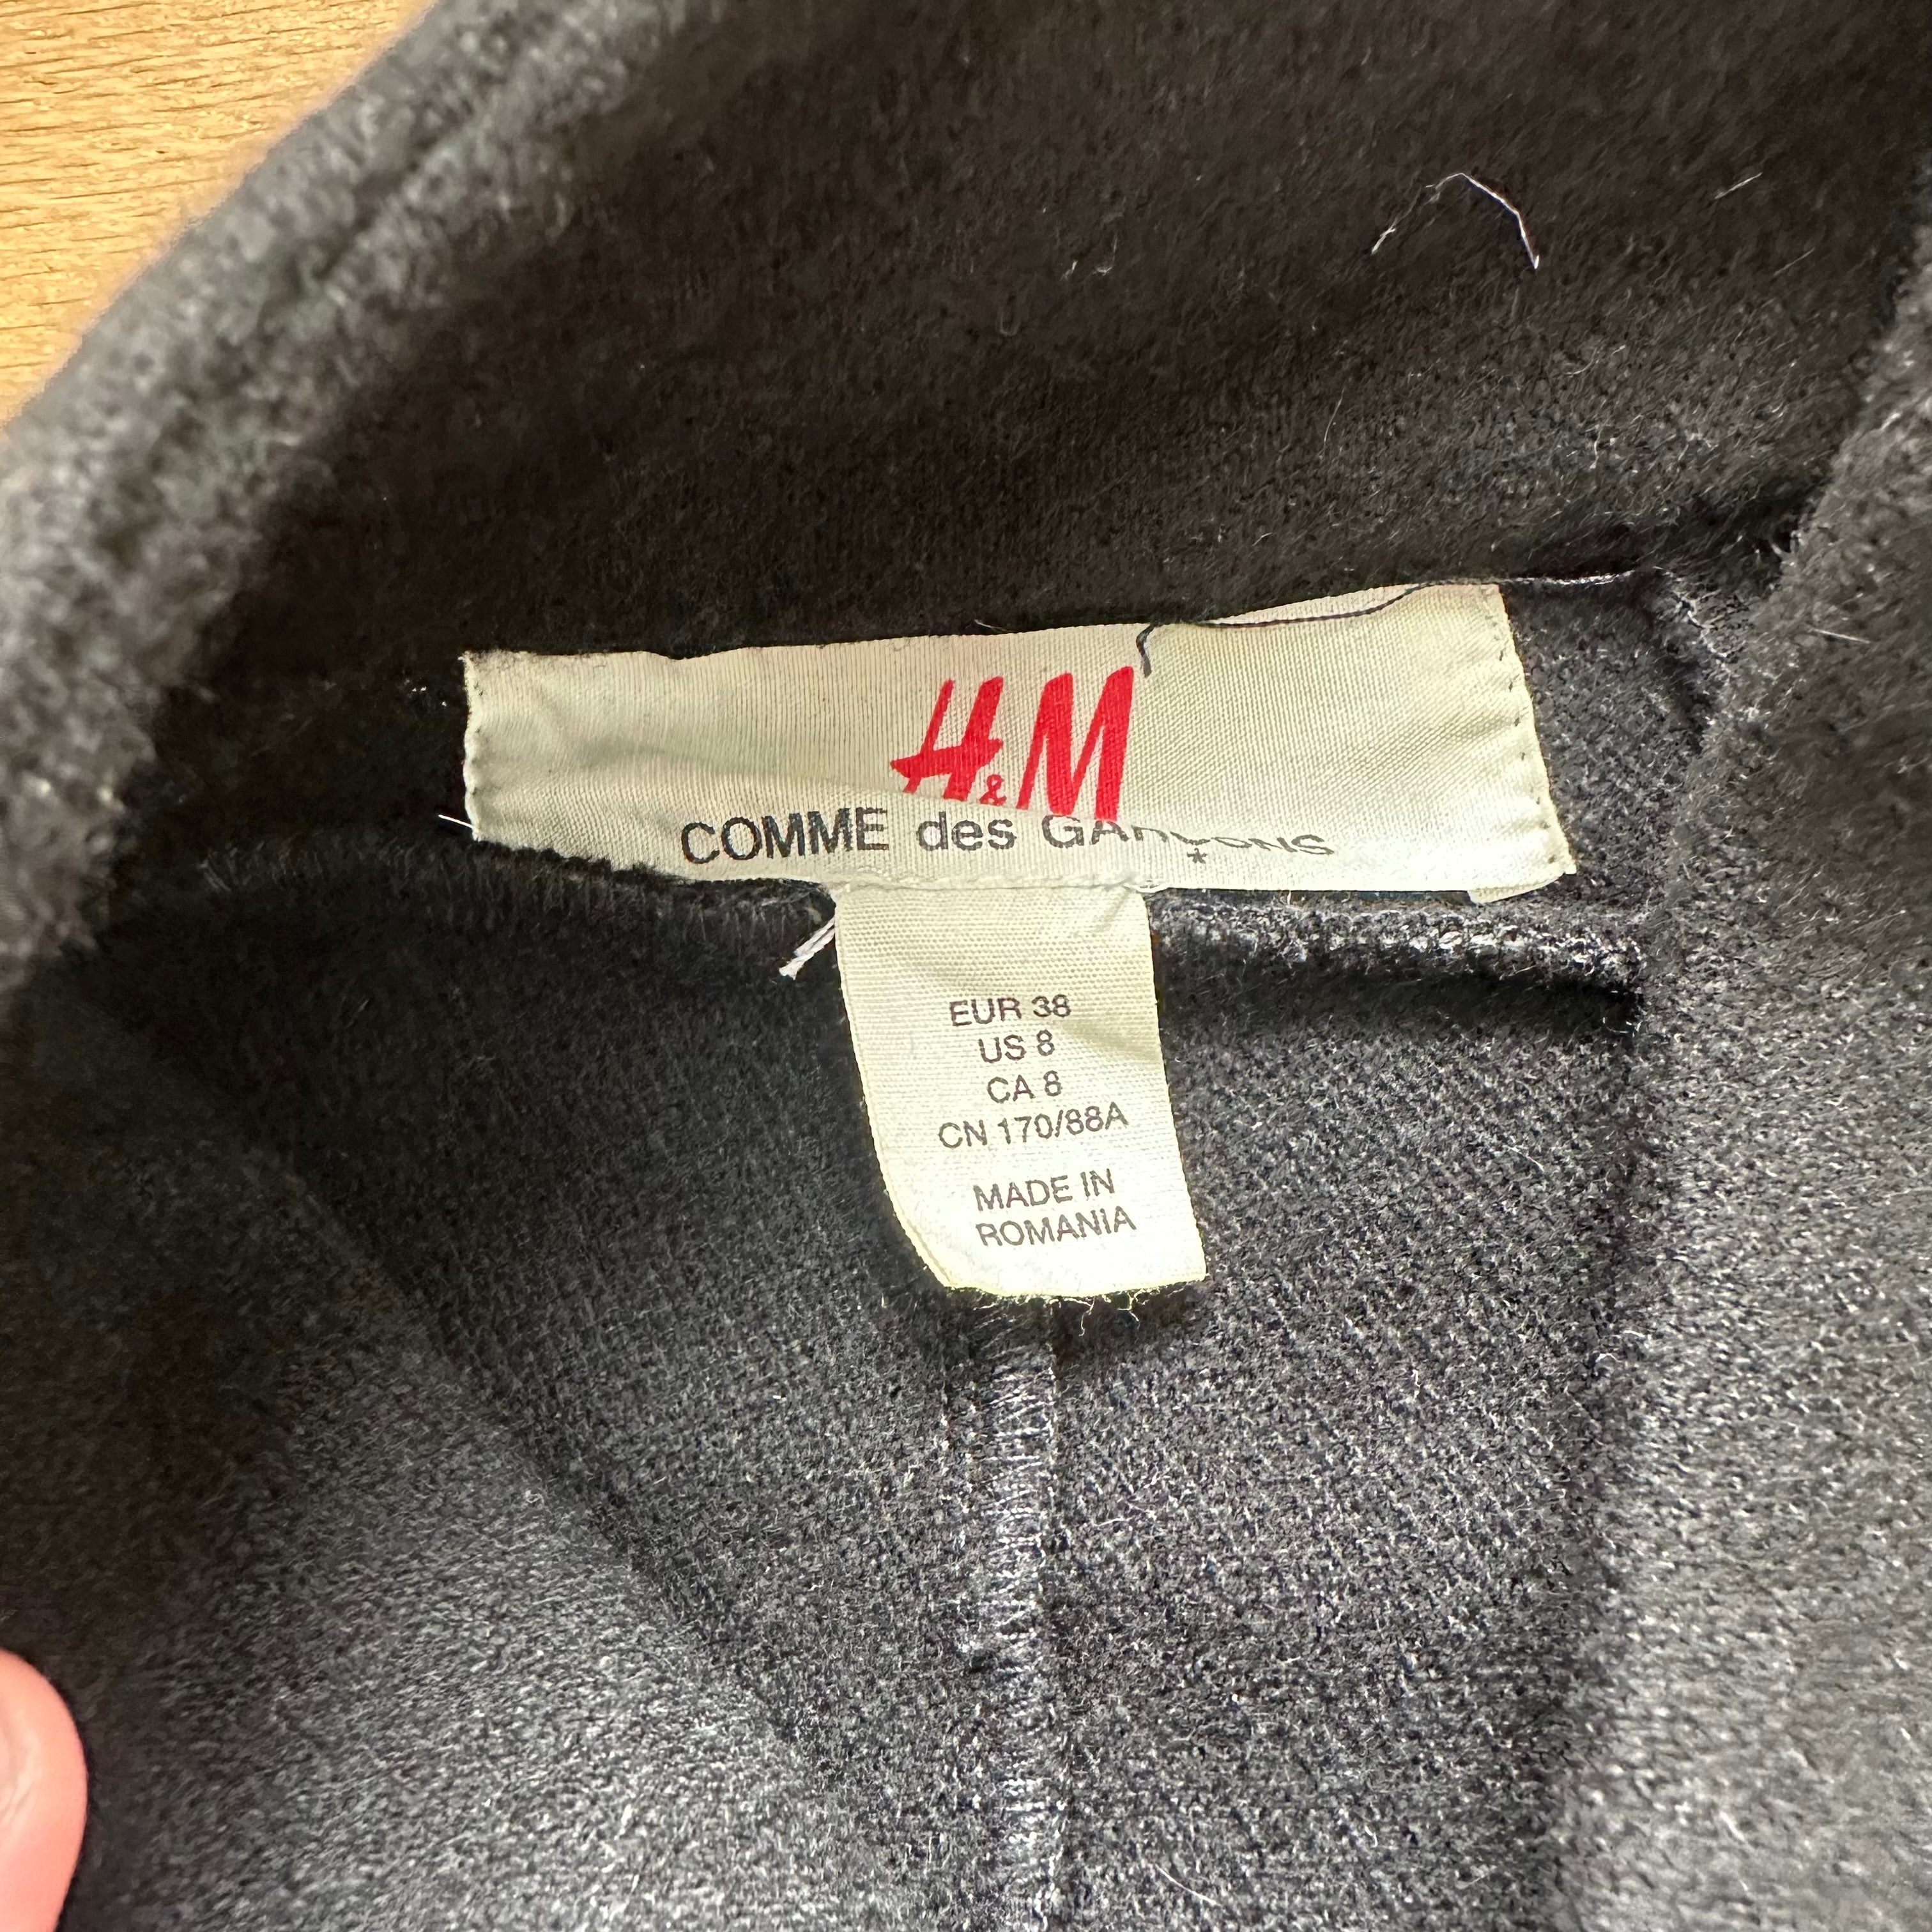 H&M
COMME des GARÇONS
*
EUR 38
US 8
CA 8
CN 170/88A
MADE IN
ROMANIA